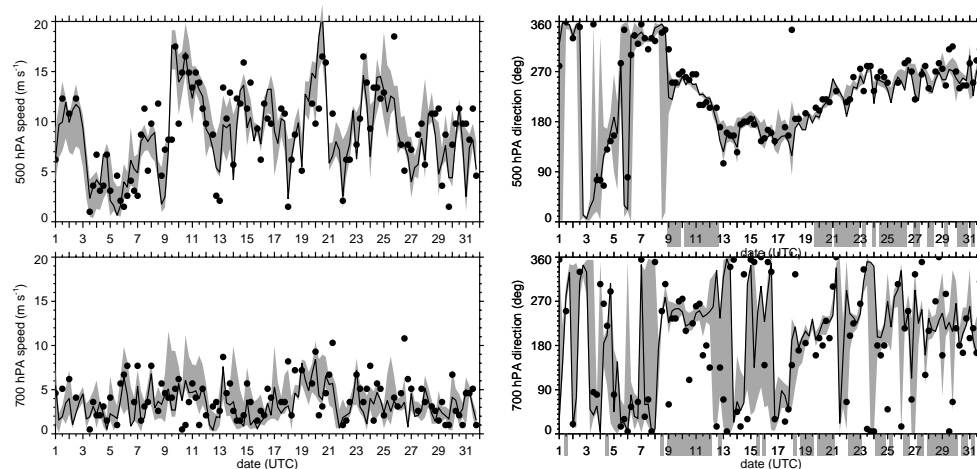 500 hPA speed (m s⁻¹)
20
15
10
5
0
1 3 5 7 9 11 13 15 17 19 21 23 25 27 29 31
500 hPA direction (deg)
360
270
180
90
0
1 3 5 7 9 11 13 15 17 19 21 23 25 27 29 31
date (UTC)
700 hPA speed (m s⁻¹)
20
15
10
5
0
1 3 5 7 9 11 13 15 17 19 21 23 25 27 29 31
date (UTC)
700 hPA direction (deg)
360
270
180
90
0
1 3 5 7 9 11 13 15 17 19 21 23 25 27 29 31
date (UTC)